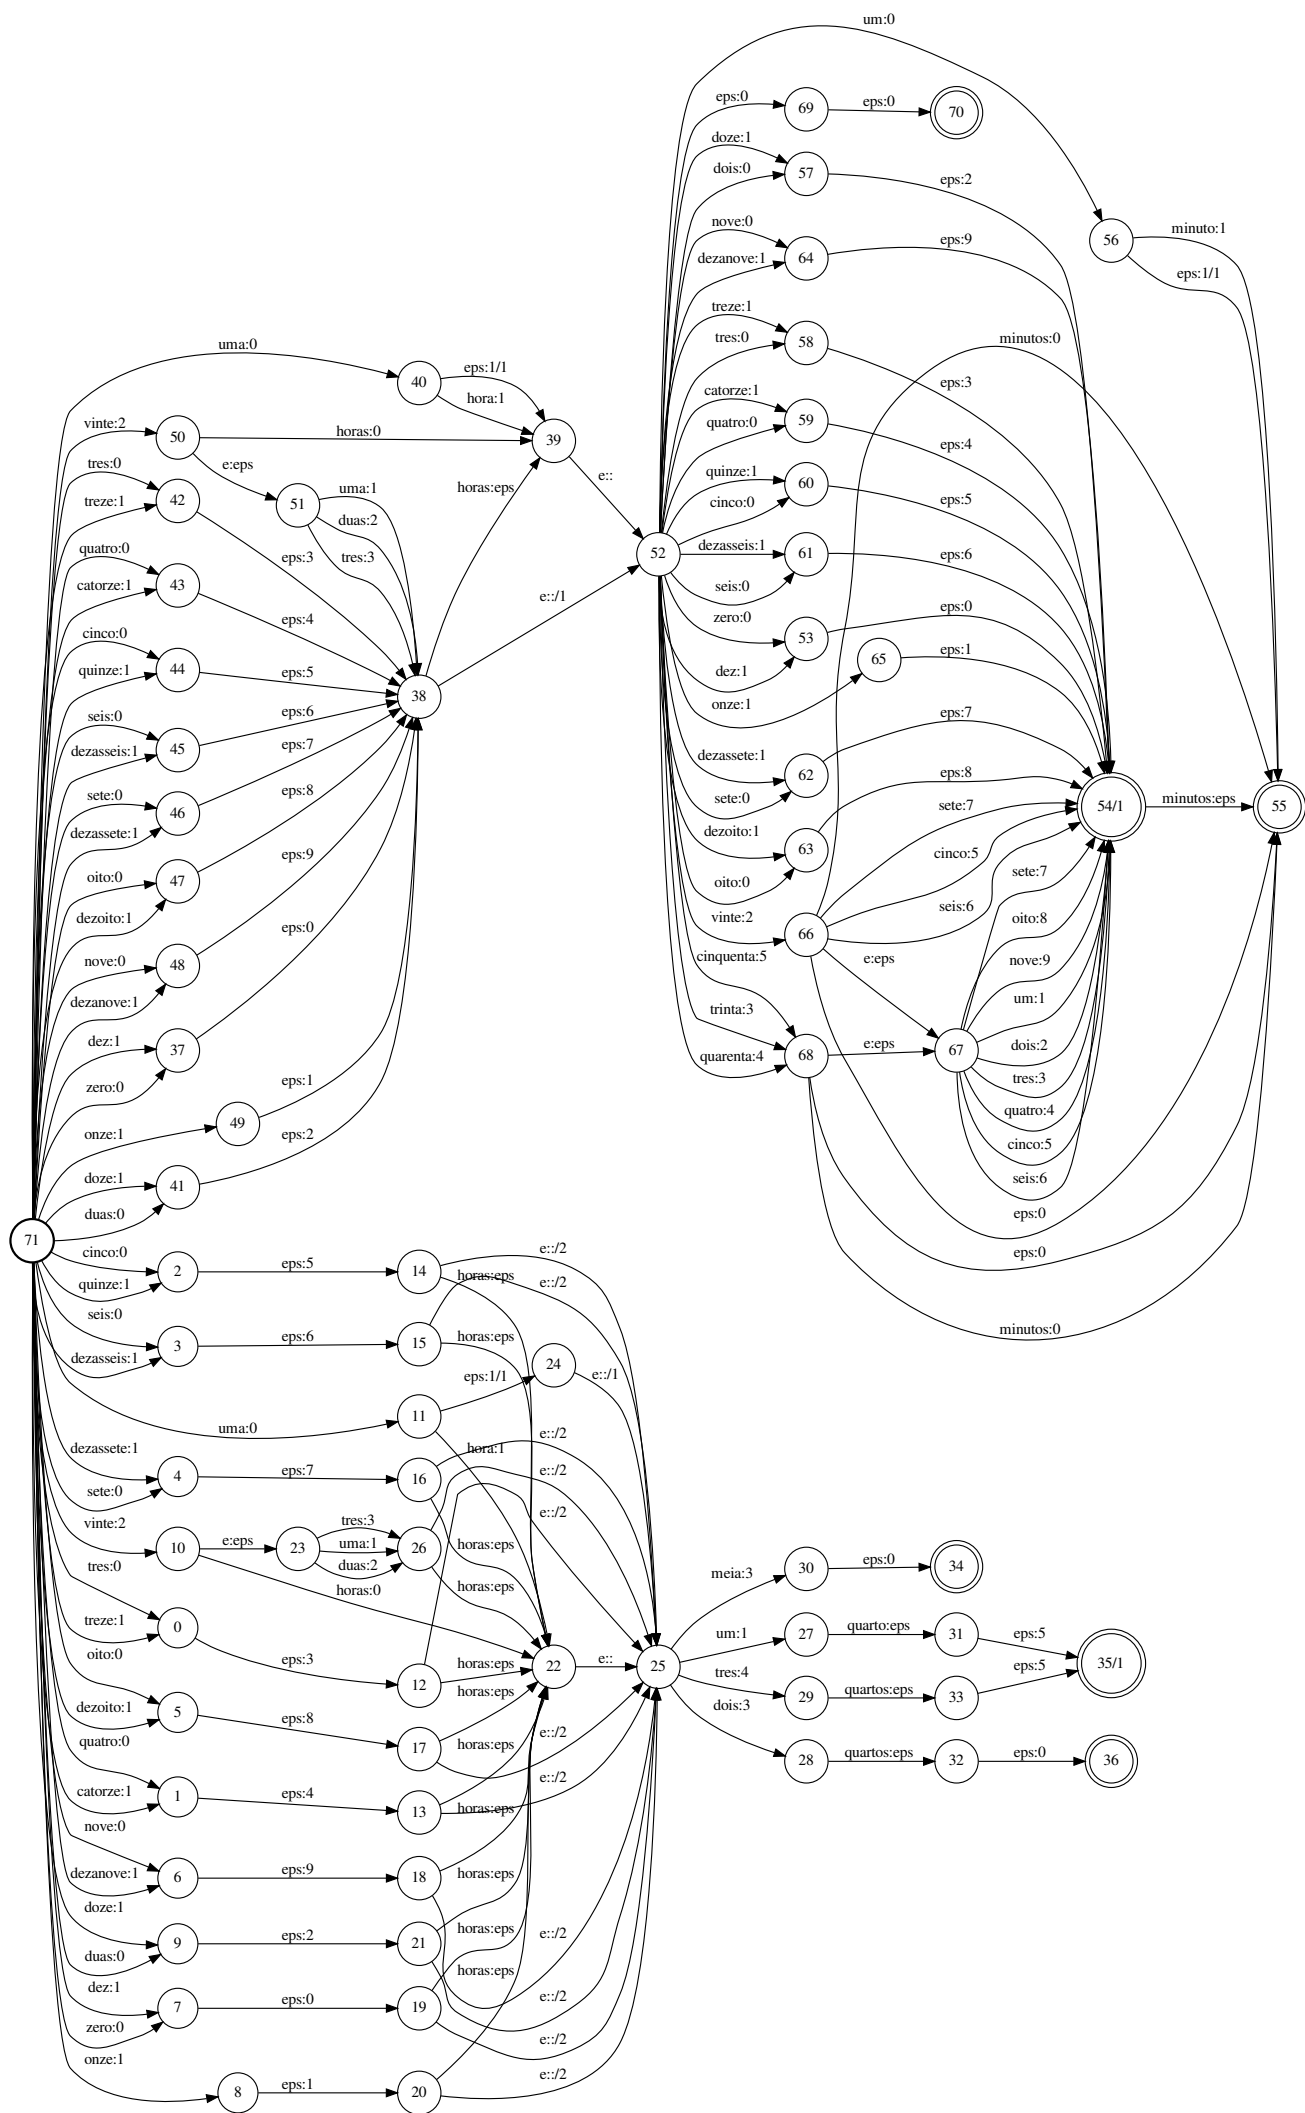 um:0
eps:0
69
eps:0
70
doze:1
dois:0
57
eps:2
nove:0
dezanove:1
64
eps:9
56
minuto:1
eps:1/1
treze:1
tres:0
58
minutos:0
eps:3
uma:0
40
eps:1/1
hora:1
catorze:1
quatro:0
59
eps:4
vinte:2
50
horas:0
39
e::
tres:0
treze:1
42
e:eps
51
uma:1
duas:2
tres:3
horas:eps
quinze:1
cinco:0
60
eps:5
eps:3
52
dezasseis:1
seis:0
61
eps:6
quatro:0
catorze:1
43
eps:4
e::/1
zero:0
dez:1
53
eps:0
cinco:0
quinze:1
44
eps:5
38
onze:1
65
eps:1
seis:0
dezasseis:1
45
eps:6
dezassete:1
sete:0
62
eps:7
sete:0
dezassete:1
46
eps:7
eps:8
dezoito:1
oito:0
63
eps:8
sete:7
cinco:5
seis:6
54/1
minutos:eps
55
oito:0
dezoito:1
47
eps:9
vinte:2
66
e:eps
sete:7
oito:8
nove:9
um:1
dois:2
tres:3
quatro:4
cinco:5
seis:6
nove:0
dezanove:1
48
eps:0
cinquenta:5
trinta:3
quarenta:4
68
e:eps
67
dez:1
zero:0
37
onze:1
49
eps:1
doze:1
duas:0
41
eps:2
eps:0
eps:0
minutos:0
71
cinco:0
quinze:1
2
eps:5
14
e::/2
horas:eps
seis:0
dezasseis:1
3
eps:6
15
e::/2
horas:eps
uma:0
11
eps:1/1
24
e::/1
hora:1
dezassete:1
sete:0
4
eps:7
16
e::/2
horas:eps
vinte:2
10
e:eps
23
tres:3
uma:1
duas:2
26
e::/2
horas:eps
horas:0
tres:0
treze:1
0
eps:3
12
e::/2
horas:eps
22
e::
25
meia:3
30
eps:0
34
um:1
27
quarto:eps
31
eps:5
35/1
tres:4
29
quartos:eps
33
eps:5
dois:3
28
quartos:eps
32
eps:0
36
oito:0
dezoito:1
5
eps:8
17
horas:eps
e::/2
quatro:0
catorze:1
1
eps:4
13
horas:eps
e::/2
nove:0
dezanove:1
6
eps:9
18
horas:eps
e::/2
doze:1
duas:0
9
eps:2
21
horas:eps
e::/2
dez:1
zero:0
7
eps:0
19
horas:eps
e::/2
onze:1
8
eps:1
20
horas:eps
e::/2